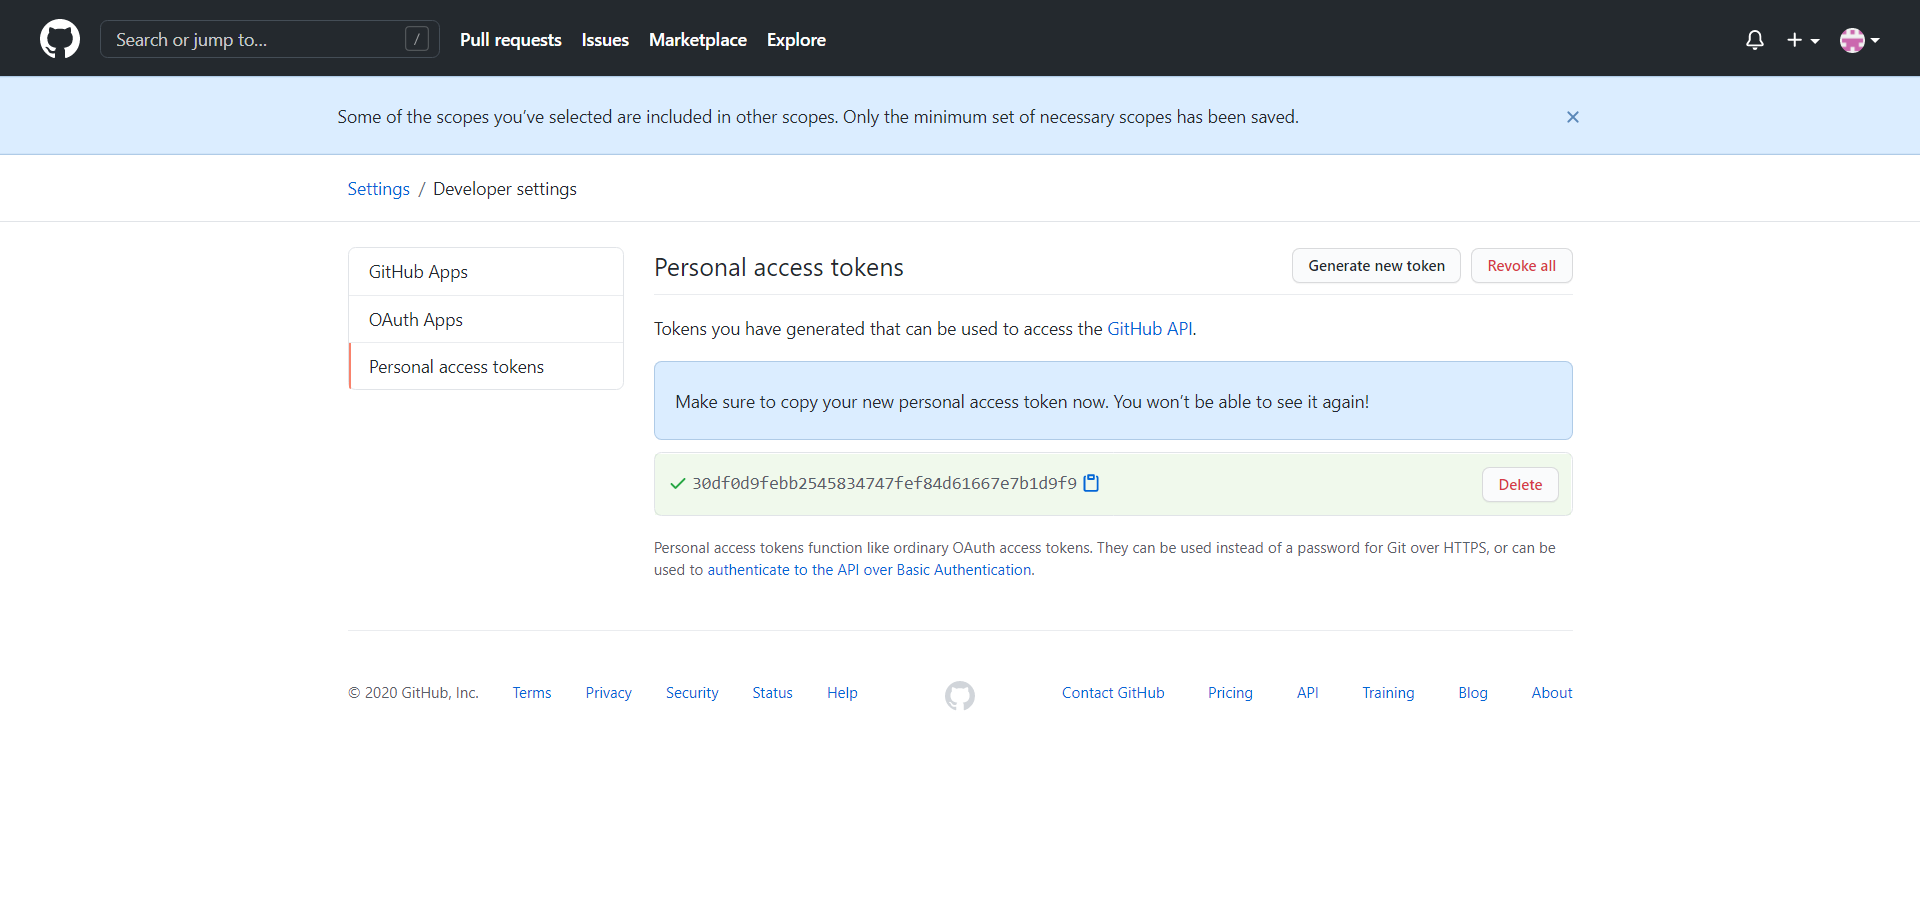 Search or jump to... /
Pull requests Issues Marketplace Explore
Some of the scopes you've selected are included in other scopes. Only the minimum set of necessary scopes has been saved.
Settings / Developer settings
GitHub Apps
OAuth Apps
Personal access tokens
Personal access tokens
Generate new token
Revoke all
Tokens you have generated that can be used to access the GitHub API.
Make sure to copy your new personal access token now. You won't be able to see it again!
30df0d9febb2545834747fef84d61667e7b1d9f9
Delete
Personal access tokens function like ordinary OAuth access tokens. They can be used instead of a password for Git over HTTPS, or can be
used to authenticate to the API over Basic Authentication.
© 2020 GitHub, Inc. Terms Privacy Security Status Help Contact GitHub Pricing API Training Blog About